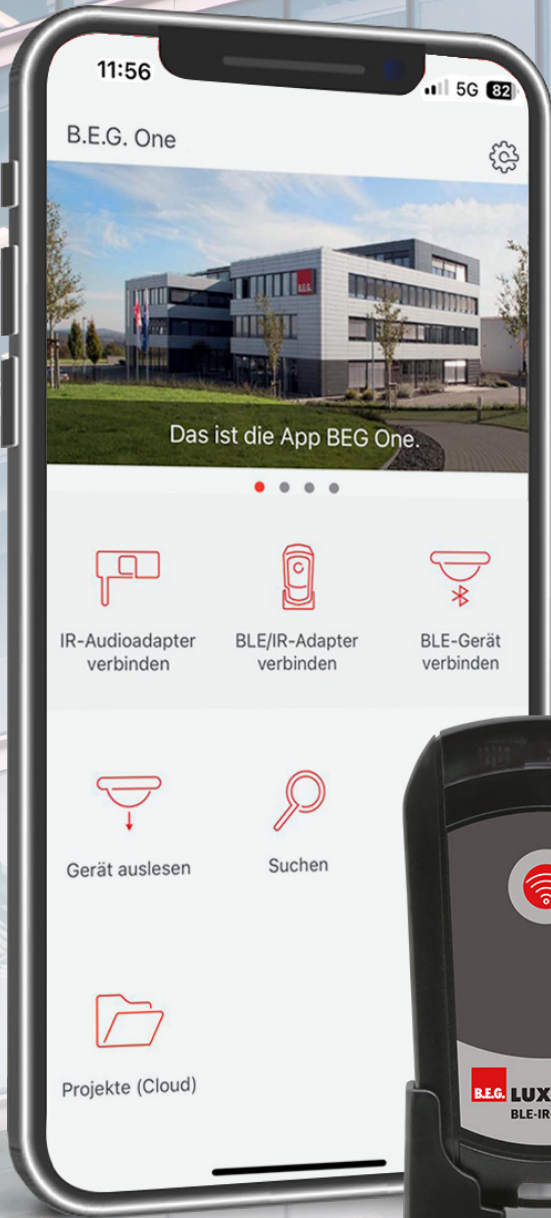 11:56
5G 82
B.E.G. One
B.E.G.
Das ist die App BEG One.
IR-Audioadapter
verbinden
BLE/IR-Adapter
verbinden
BLE-Gerät
verbinden
Gerät auslesen
Suchen
Projekte (Cloud)
B.E.G. LUX
BLE-IR